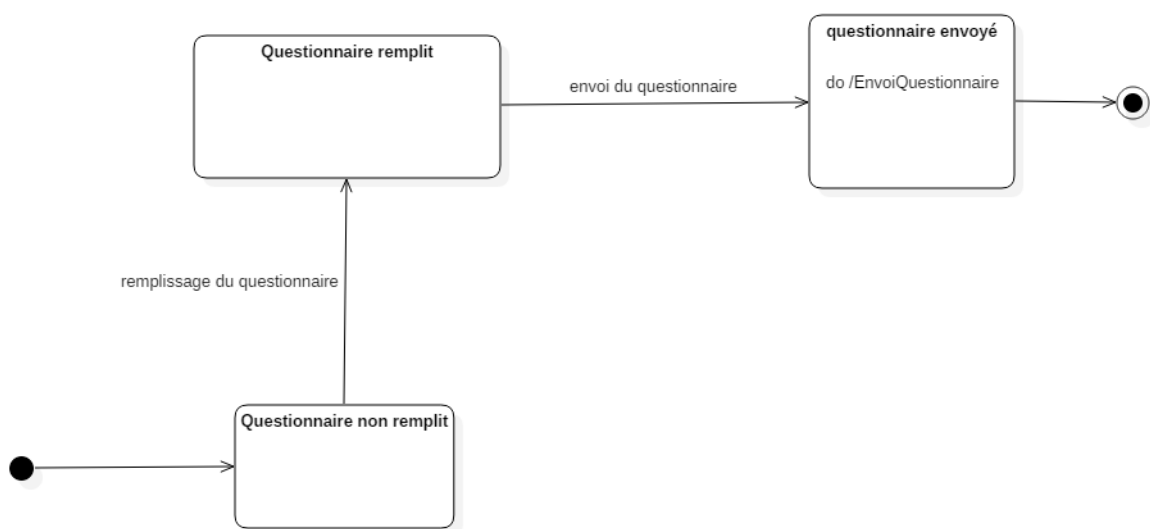 questionnaire envoyé
Questionnaire remplit
do /EnvoiQuestionnaire
envoi du questionnaire
remplissage du questionnaire
Questionnaire non remplit